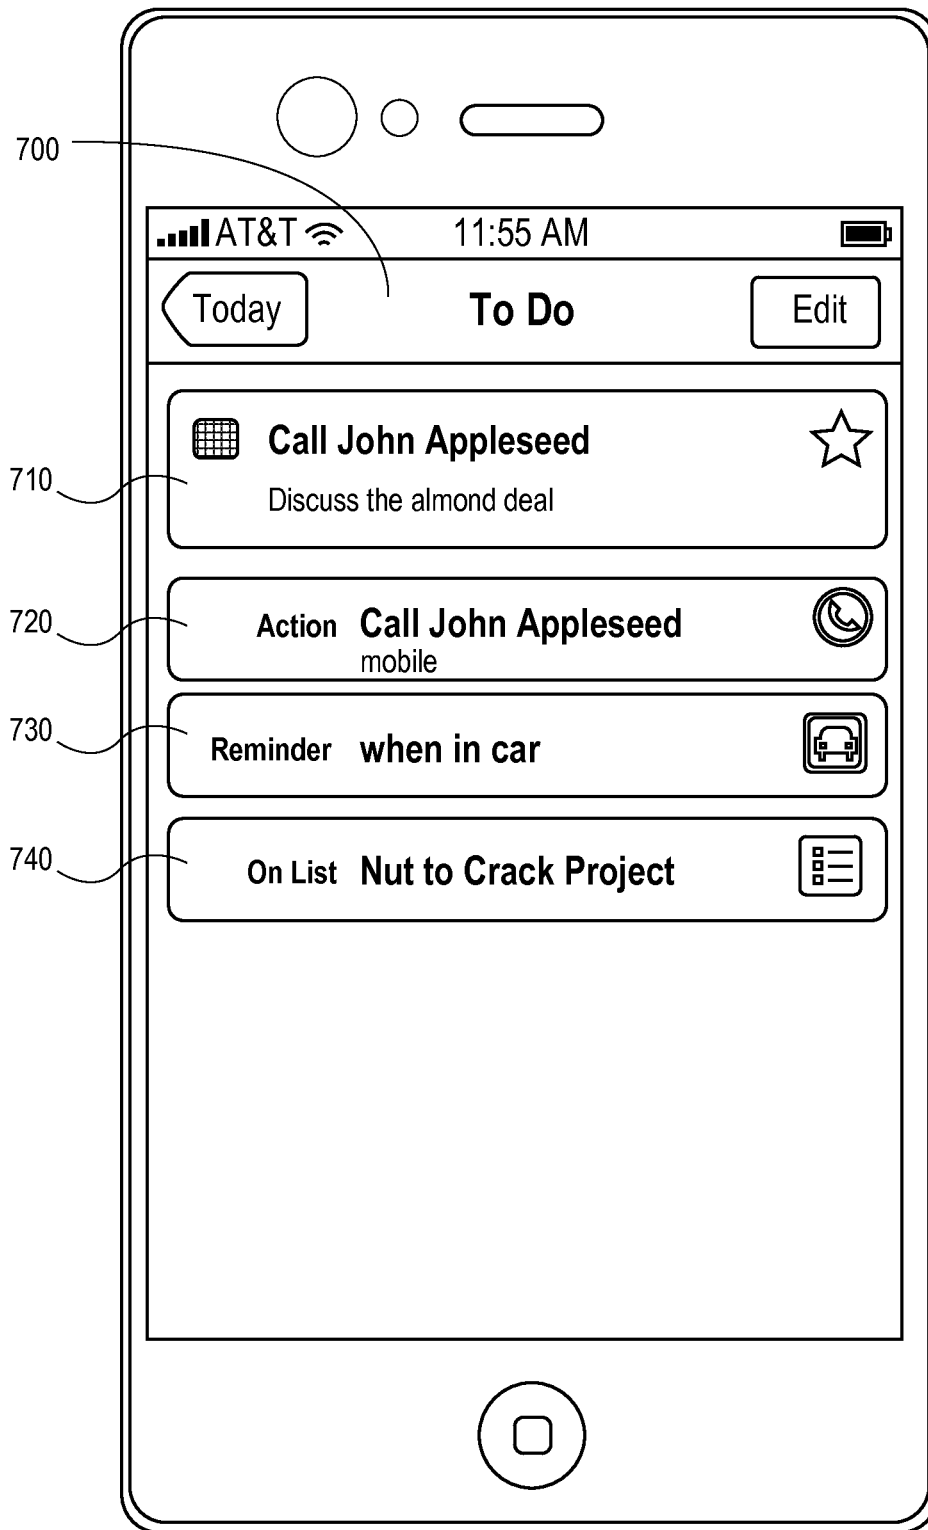 700
AT&T 11:55 AM
Today To Do Edit
710
Call John Appleseed
Discuss the almond deal
720
Action Call John Appleseed
mobile
730
Reminder when in car
740
On List Nut to Crack Project